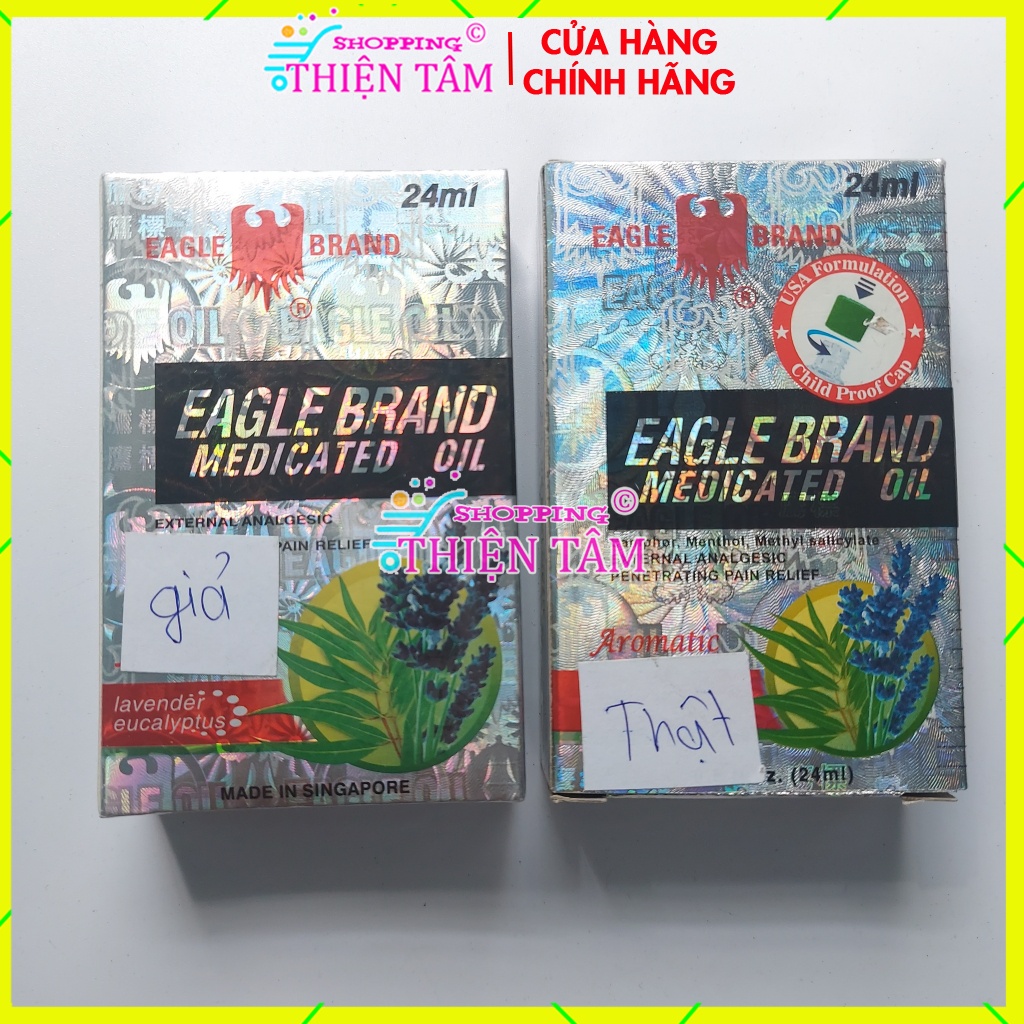 SHOPPING ©
THIỆN TÂM
CỬA HÀNG
CHÍNH HÃNG
24ml
EAGLE BRAND
®
OIL EAGLE OIL
EAGLE BRAND
MEDICATED OIL
EXTERNAL ANALGESIC
PAIN RELIEF
giả
lavender
eucalyptus
MADE IN SINGAPORE
24ml
EAGLE BRAND
®
USA Formulation
Child Proof Cap
EAGLE BRAND
MEDICATED OIL
Menthol, Methyl salicylate
ANALGESIC
PENETRATING PAIN RELIEF
Aromatic
Thật
z. (24ml)
SHOPPING ©
THIỆN TÂM